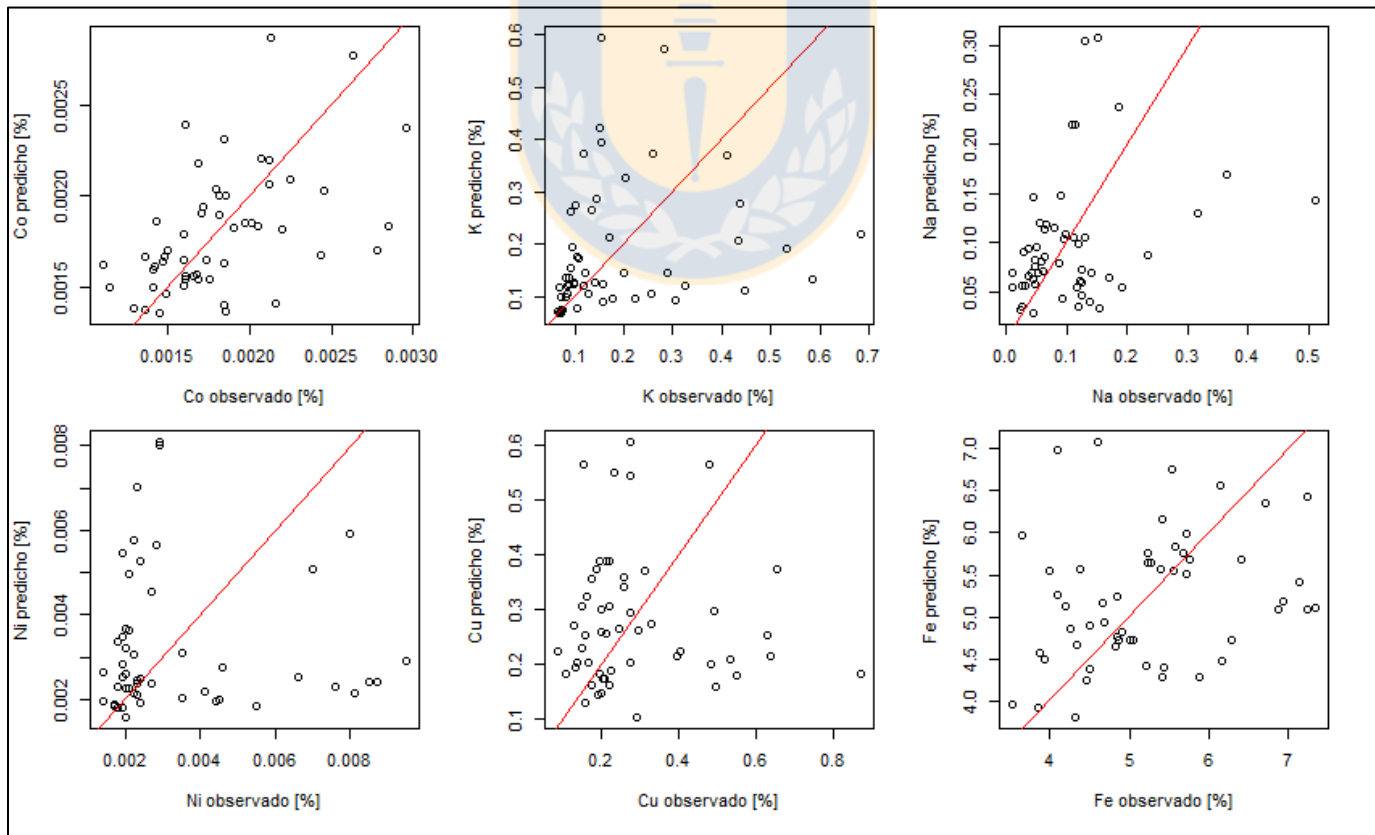 Co predicho [%]
0.0025
0.0020
0.0015
0.0015 0.0020 0.0025 0.0030
Co observado [%]
K predicho [%]
0.6
0.5
0.4
0.3
0.2
0.1
0.1 0.2 0.3 0.4 0.5 0.6 0.7
K observado [%]
Na predicho [%]
0.30
0.25
0.20
0.15
0.10
0.05
0.0 0.1 0.2 0.3 0.4 0.5
Na observado [%]
Ni predicho [%]
0.008
0.006
0.004
0.002
0.002 0.004 0.006 0.008
Ni observado [%]
Cu predicho [%]
0.6
0.5
0.4
0.3
0.2
0.1
0.2 0.4 0.6 0.8
Cu observado [%]
Fe predicho [%]
7.0
6.5
6.0
5.5
5.0
4.5
4.0
4 5 6 7
Fe observado [%]